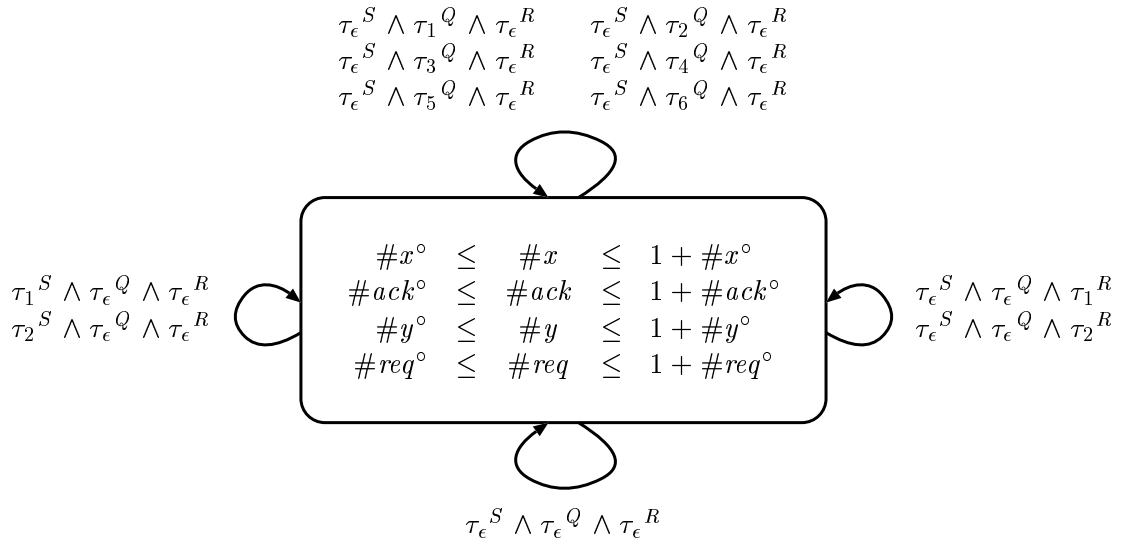 τ_ϵ^S ∧ τ_1^Q ∧ τ_ϵ^R τ_ϵ^S ∧ τ_2^Q ∧ τ_ϵ^R
τ_ϵ^S ∧ τ_3^Q ∧ τ_ϵ^R τ_ϵ^S ∧ τ_4^Q ∧ τ_ϵ^R
τ_ϵ^S ∧ τ_5^Q ∧ τ_ϵ^R τ_ϵ^S ∧ τ_6^Q ∧ τ_ϵ^R
τ_1^S ∧ τ_ϵ^Q ∧ τ_ϵ^R
τ_2^S ∧ τ_ϵ^Q ∧ τ_ϵ^R
#x° ≤ #x ≤ 1 + #x°
#ack° ≤ #ack ≤ 1 + #ack°
#y° ≤ #y ≤ 1 + #y°
#req° ≤ #req ≤ 1 + #req°
τ_ϵ^S ∧ τ_ϵ^Q ∧ τ_1^R
τ_ϵ^S ∧ τ_ϵ^Q ∧ τ_2^R
τ_ϵ^S ∧ τ_ϵ^Q ∧ τ_ϵ^R